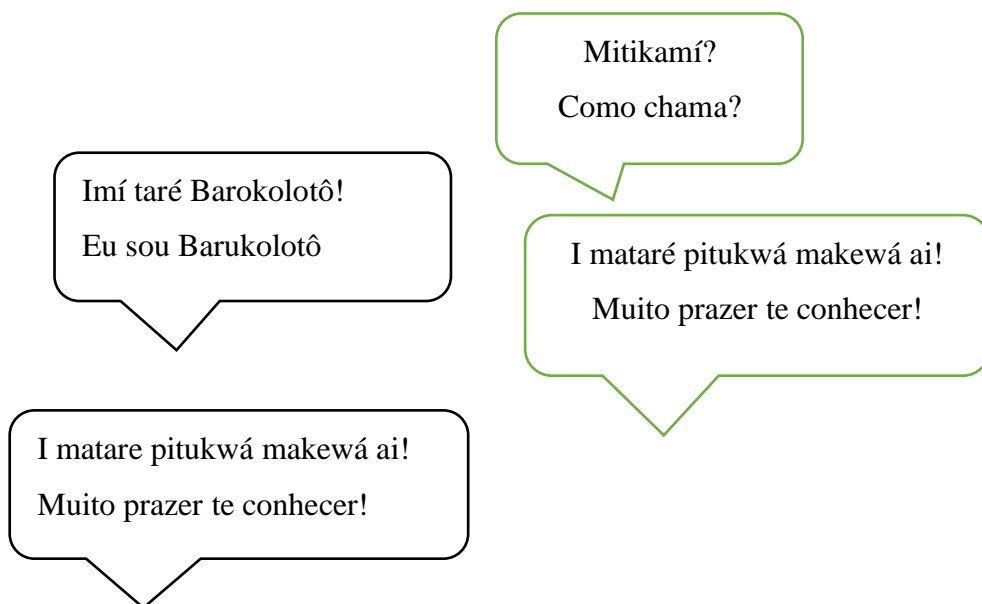 Mitikamí?
Como chama?
Imí taré Barokolotô!
Eu sou Barukolotô
I mataré pitukwá makewá ai!
Muito prazer te conhecer!
I matare pitukwá makewá ai!
Muito prazer te conhecer!